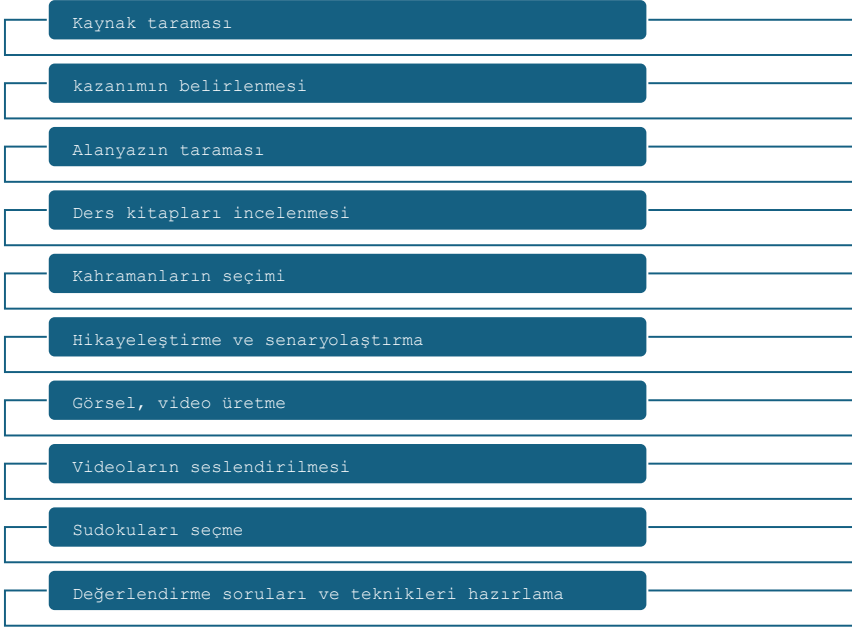 Kaynak taraması
kazanımın belirlenmesi
Alanyazın taraması
Ders kitapları incelenmesi
Kahramanların seçimi
Hikayeleştirme ve senaryolaştırma
Görsel, video üretme
Videoların seslendirilmesi
Sudokuları seçme
Değerlendirme soruları ve teknikleri hazırlama